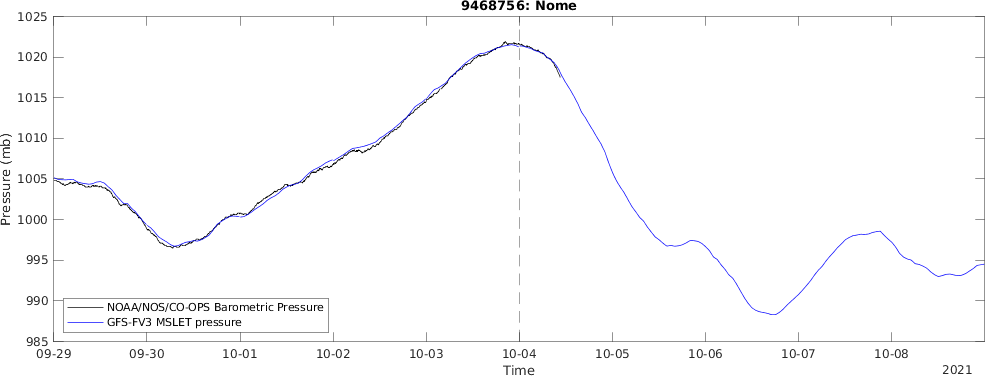 9468756: Nome
1025
1020
1015
1010
1005
1000
995
990
985
Pressure (mb)
NOAA/NOS/CO-OPS Barometric Pressure
GFS-FV3 MSLET pressure
09-29 09-30 10-01 10-02 10-03 10-04 10-05 10-06 10-07 10-08
Time
2021